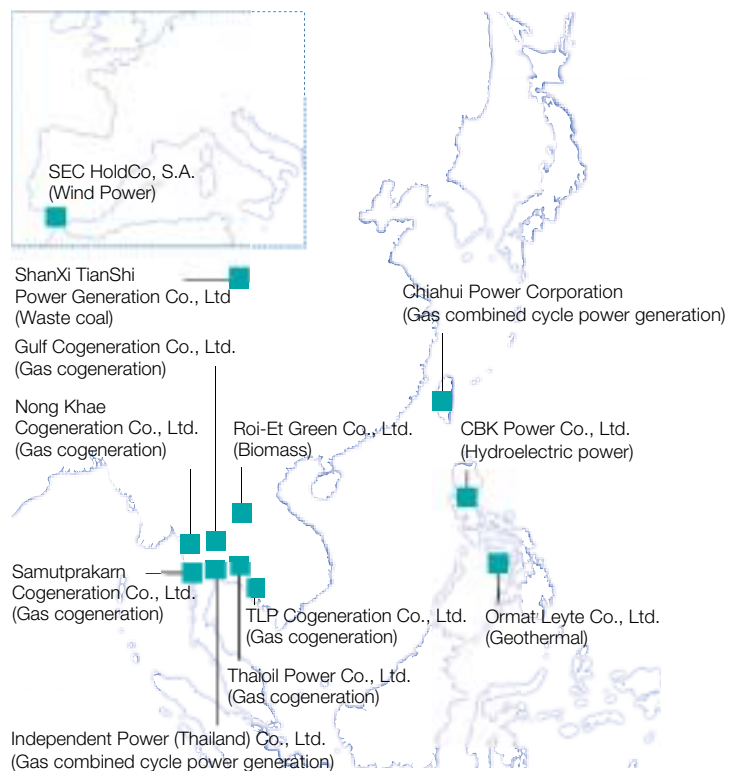 SEC HoldCo, S.A.
(Wind Power)
ShanXi TianShi
Power Generation Co., Ltd
(Waste coal)
Gulf Cogeneration Co., Ltd.
(Gas cogeneration)
Nong Khae
Cogeneration Co., Ltd.
(Gas cogeneration)
Roi-Et Green Co., Ltd.
(Biomass)
Chiahui Power Corporation
(Gas combined cycle power generation)
CBK Power Co., Ltd.
(Hydroelectric power)
Samutprakarn
Cogeneration Co., Ltd.
(Gas cogeneration)
TLP Cogeneration Co., Ltd.
(Gas cogeneration)
Ormat Leyte Co., Ltd.
(Geothermal)
Thaioil Power Co., Ltd.
(Gas cogeneration)
Independent Power (Thailand) Co., Ltd.
(Gas combined cycle power generation)